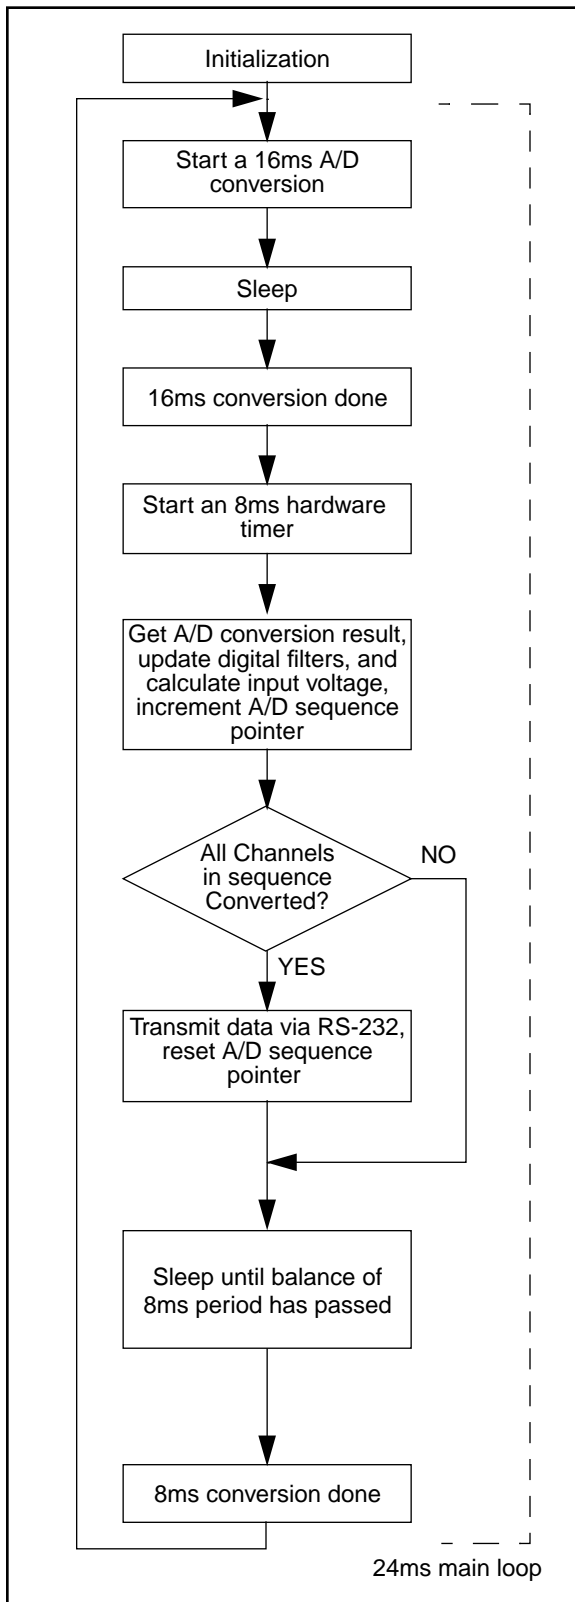 Initialization
Start a 16ms A/D
conversion
Sleep
16ms conversion done
Start an 8ms hardware
timer
Get A/D conversion result,
update digital filters, and
calculate input voltage,
increment A/D sequence
pointer
All Channels
in sequence
Converted?
NO
YES
Transmit data via RS-232,
reset A/D sequence
pointer
Sleep until balance of
8ms period has passed
8ms conversion done
24ms main loop